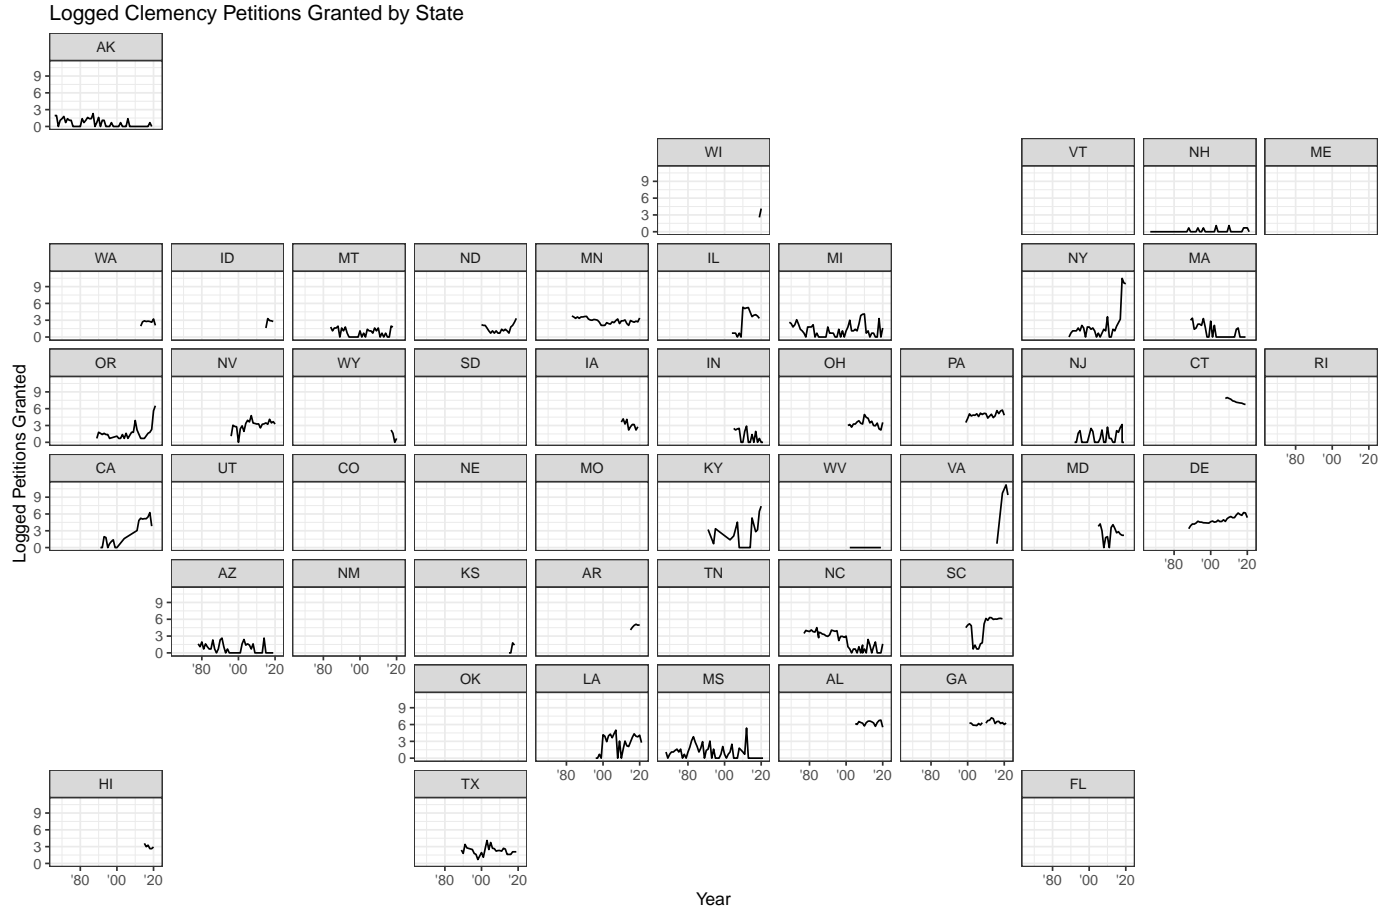 Logged Clemency Petitions Granted by State
AK
9
6
3
0
WI
VT
NH
ME
9
6
3
0
WA
ID
MT
ND
MN
IL
MI
NY
MA
9
6
3
0
OR
NV
WY
SD
IA
IN
OH
PA
NJ
CT
RI
9
6
3
0
'80 '00 '20
CA
UT
CO
NE
MO
KY
WV
VA
MD
DE
9
6
3
0
'80 '00 '20
AZ
NM
KS
AR
TN
NC
SC
9
6
3
0
'80 '00 '20
'80 '00 '20
OK
LA
MS
AL
GA
9
6
3
0
'80 '00 '20
'80 '00 '20
'80 '00 '20
'80 '00 '20
HI
TX
FL
9
6
3
0
'80 '00 '20
'80 '00 '20
'80 '00 '20
Year
Logged Petitions Granted